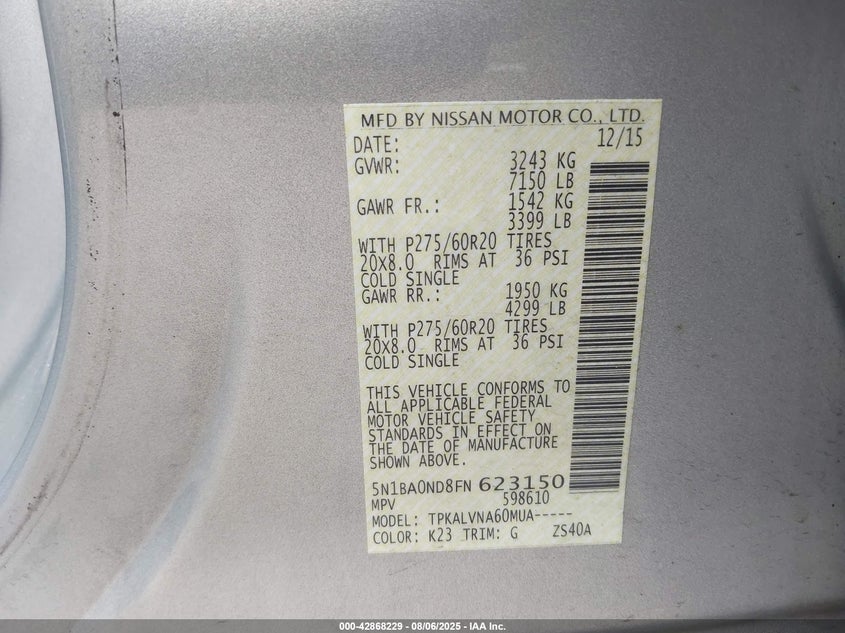 MFD BY NISSAN MOTOR CO., LTD.
DATE: 12/15
GVWR: 3243 KG
7150 LB
GAWR FR.: 1542 KG
3399 LB
WITH P275/60R20 TIRES
20X8.0 RIMS AT 36 PSI
COLD SINGLE
GAWR RR.: 1950 KG
4299 LB
WITH P275/60R20 TIRES
20X8.0 RIMS AT 36 PSI
COLD SINGLE
THIS VEHICLE CONFORMS TO
ALL APPLICABLE FEDERAL
MOTOR VEHICLE SAFETY
STANDARDS IN EFFECT ON
THE DATE OF MANUFACTURE
SHOWN ABOVE.
5N1BA0ND8FN 623150
MPV 598610
MODEL: TPKALVNA60MUA-----
COLOR: K23 TRIM: G ZS40A
000-42868229 - 08/06/2025 - IAA Inc.